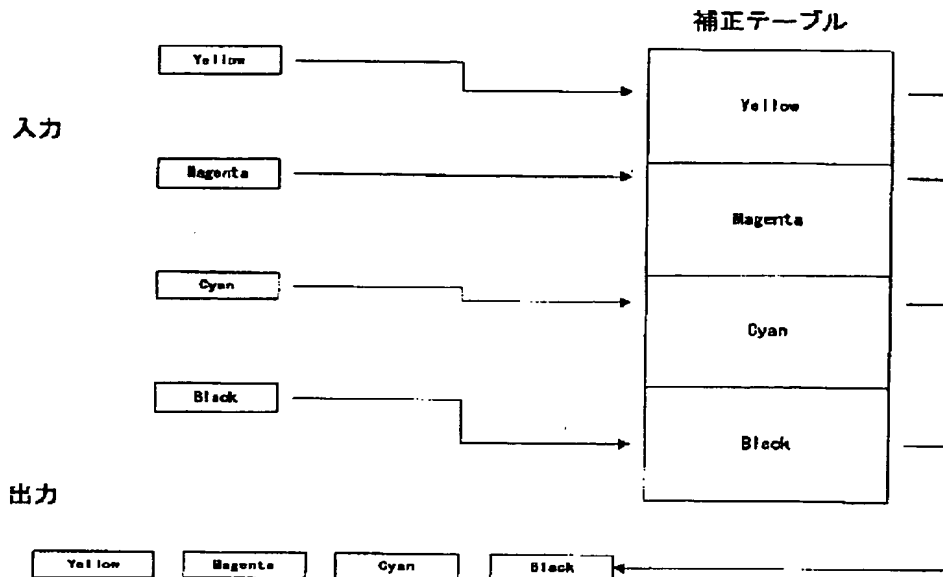 補正テーブル
Yellow
Yellow
入力
Magenta
Magenta
Cyan
Cyan
Black
Black
出力
Yellow Magenta Cyan Black